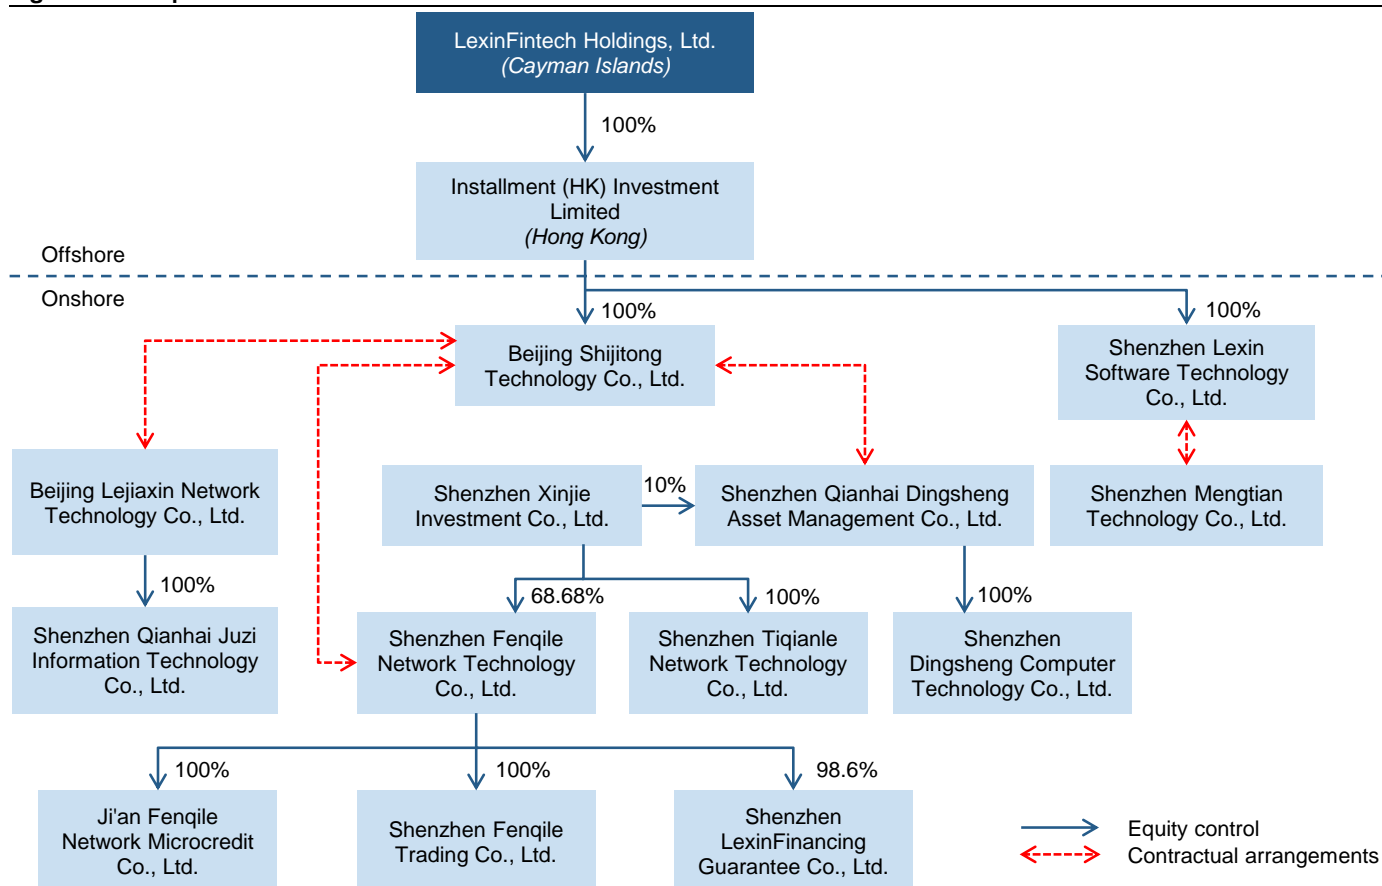 LexinFintech Holdings, Ltd.
(Cayman Islands)
100%
Installment (HK) Investment
Limited
(Hong Kong)
Offshore
Onshore
100%
100%
Beijing Shijitong
Technology Co., Ltd.
Shenzhen Lexin
Software Technology
Co., Ltd.
Beijing Lejiaxin Network
Technology Co., Ltd.
Shenzhen Xinjie
Investment Co., Ltd.
10%
Shenzhen Qianhai Dingsheng
Asset Management Co., Ltd.
Shenzhen Mengtian
Technology Co., Ltd.
100%
68.68%
100%
100%
Shenzhen Qianhai Juzi
Information Technology
Co., Ltd.
Shenzhen Fenqile
Network Technology
Co., Ltd.
Shenzhen Tiqianle
Network Technology
Co., Ltd.
Shenzhen
Dingsheng Computer
Technology Co., Ltd.
100%
100%
98.6%
Ji'an Fenqile
Network Microcredit
Co., Ltd.
Shenzhen Fenqile
Trading Co., Ltd.
Shenzhen
LexinFinancing
Guarantee Co., Ltd.
Equity control
Contractual arrangements